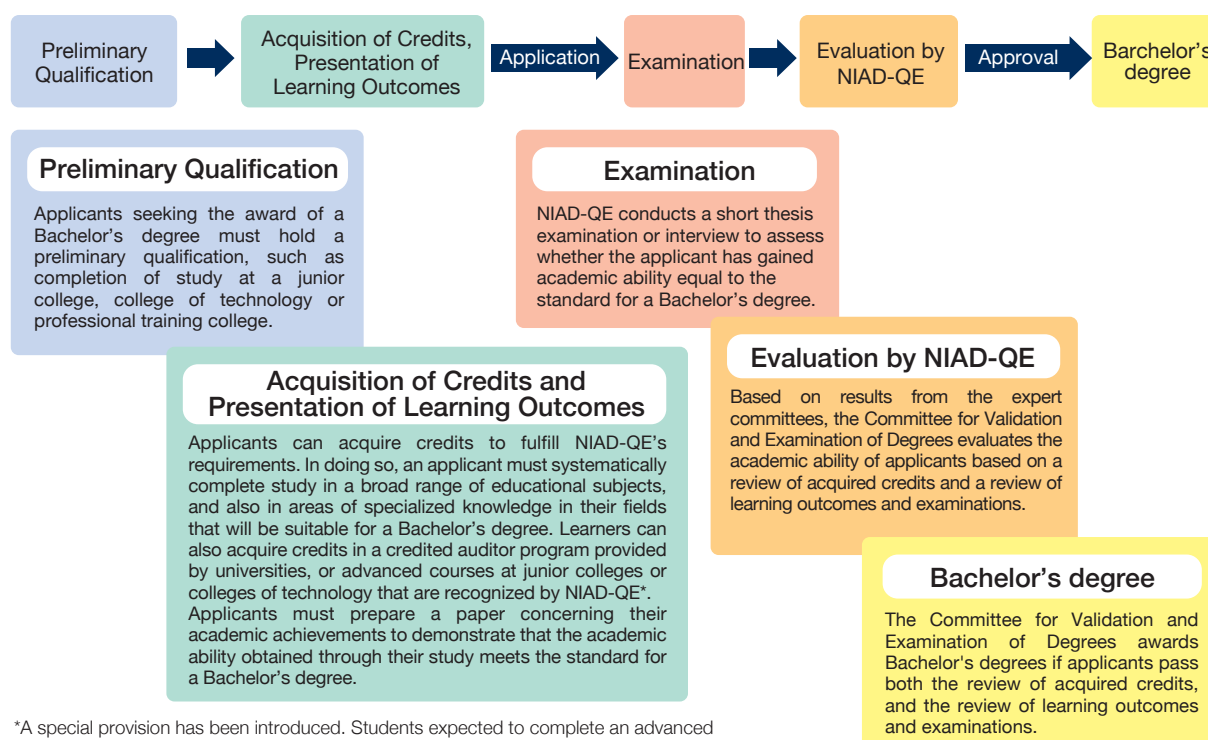 Preliminary
Qualification
Acquisition of Credits,
Presentation of
Learning Outcomes
Application
Examination
Evaluation by
NIAD-QE
Approval
Barchelor's
degree
Preliminary Qualification
Applicants seeking the award of a
Bachelor's degree must hold a
preliminary qualification, such as
completion of study at a junior
college, college of technology or
professional training college.
Acquisition of Credits and
Presentation of Learning Outcomes
Applicants can acquire credits to fulfill NIAD-QE's
requirements. In doing so, an applicant must systematically
complete study in a broad range of educational subjects,
and also in areas of specialized knowledge in their fields
that will be suitable for a Bachelor's degree. Learners can
also acquire credits in a credited auditor program provided
by universities, or advanced courses at junior colleges or
colleges of technology that are recognized by NIAD-QE*.
Applicants must prepare a paper concerning their
academic achievements to demonstrate that the academic
ability obtained through their study meets the standard for
a Bachelor's degree.
Examination
NIAD-QE conducts a short thesis
examination or interview to assess
whether the applicant has gained
academic ability equal to the
standard for a Bachelor's degree.
Evaluation by NIAD-QE
Based on results from the expert
committees, the Committee for Validation
and Examination of Degrees evaluates the
academic ability of applicants based on a
review of acquired credits and a review of
learning outcomes and examinations.
Bachelor's degree
The Committee for Validation and
Examination of Degrees awards
Bachelor's degrees if applicants pass
both the review of acquired credits,
and the review of learning outcomes
and examinations.
*A special provision has been introduced. Students expected to complete an advanced